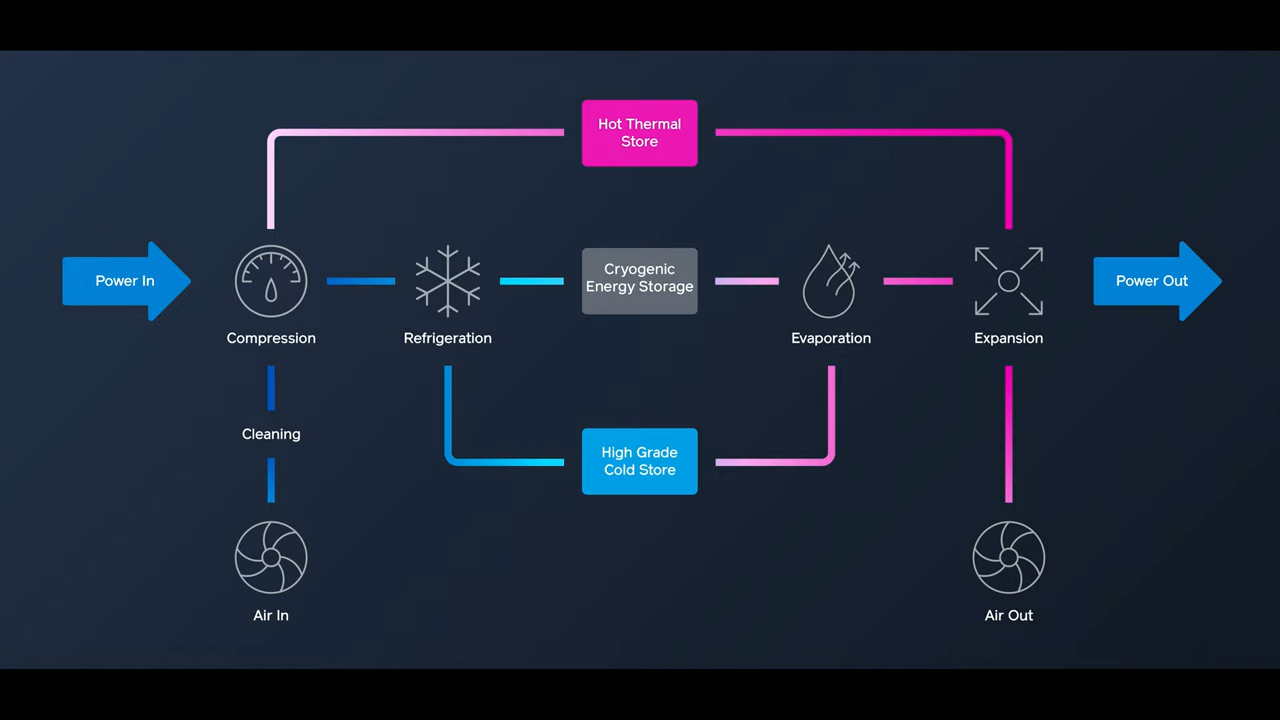 Hot Thermal
Store
Power In
Cryogenic
Energy Storage
Power Out
Compression
Refrigeration
Evaporation
Expansion
Cleaning
High Grade
Cold Store
Air In
Air Out